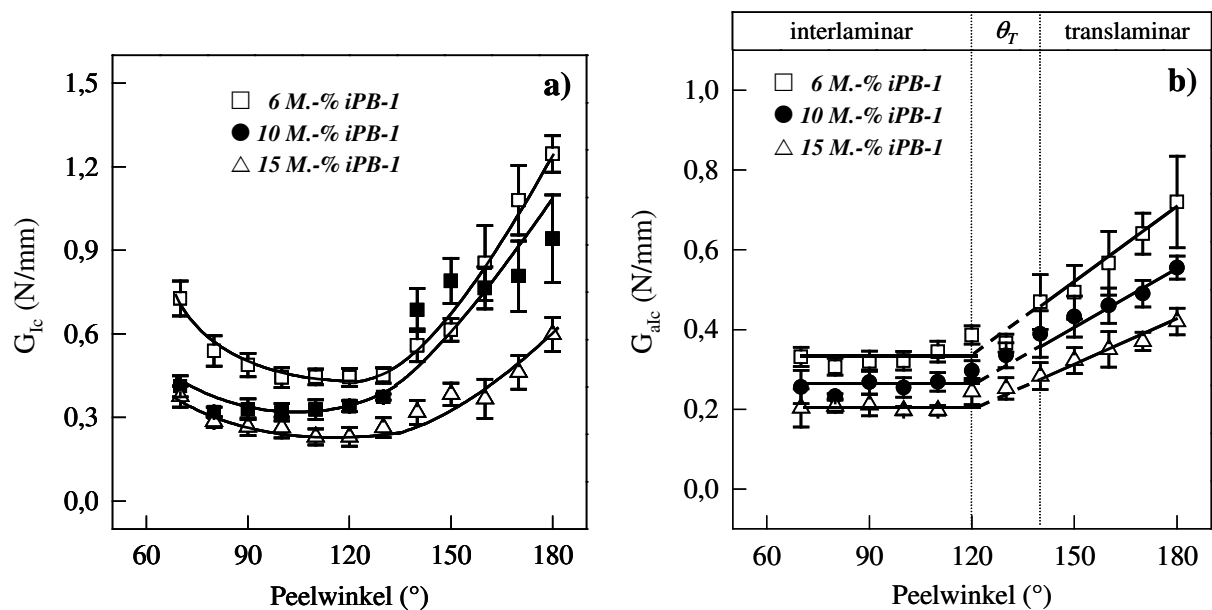 a)
6 M.-% iPB-1
10 M.-% iPB-1
15 M.-% iPB-1
1,5
1,2
0,9
0,6
0,3
0,0
G_Ic (N/mm)
60 90 120 150 180
Peelwinkel (°)
interlaminar θ_T translaminar
b)
6 M.-% iPB-1
10 M.-% iPB-1
15 M.-% iPB-1
1,0
0,8
0,6
0,4
0,2
0,0
G_aIc (N/mm)
60 90 120 150 180
Peelwinkel (°)